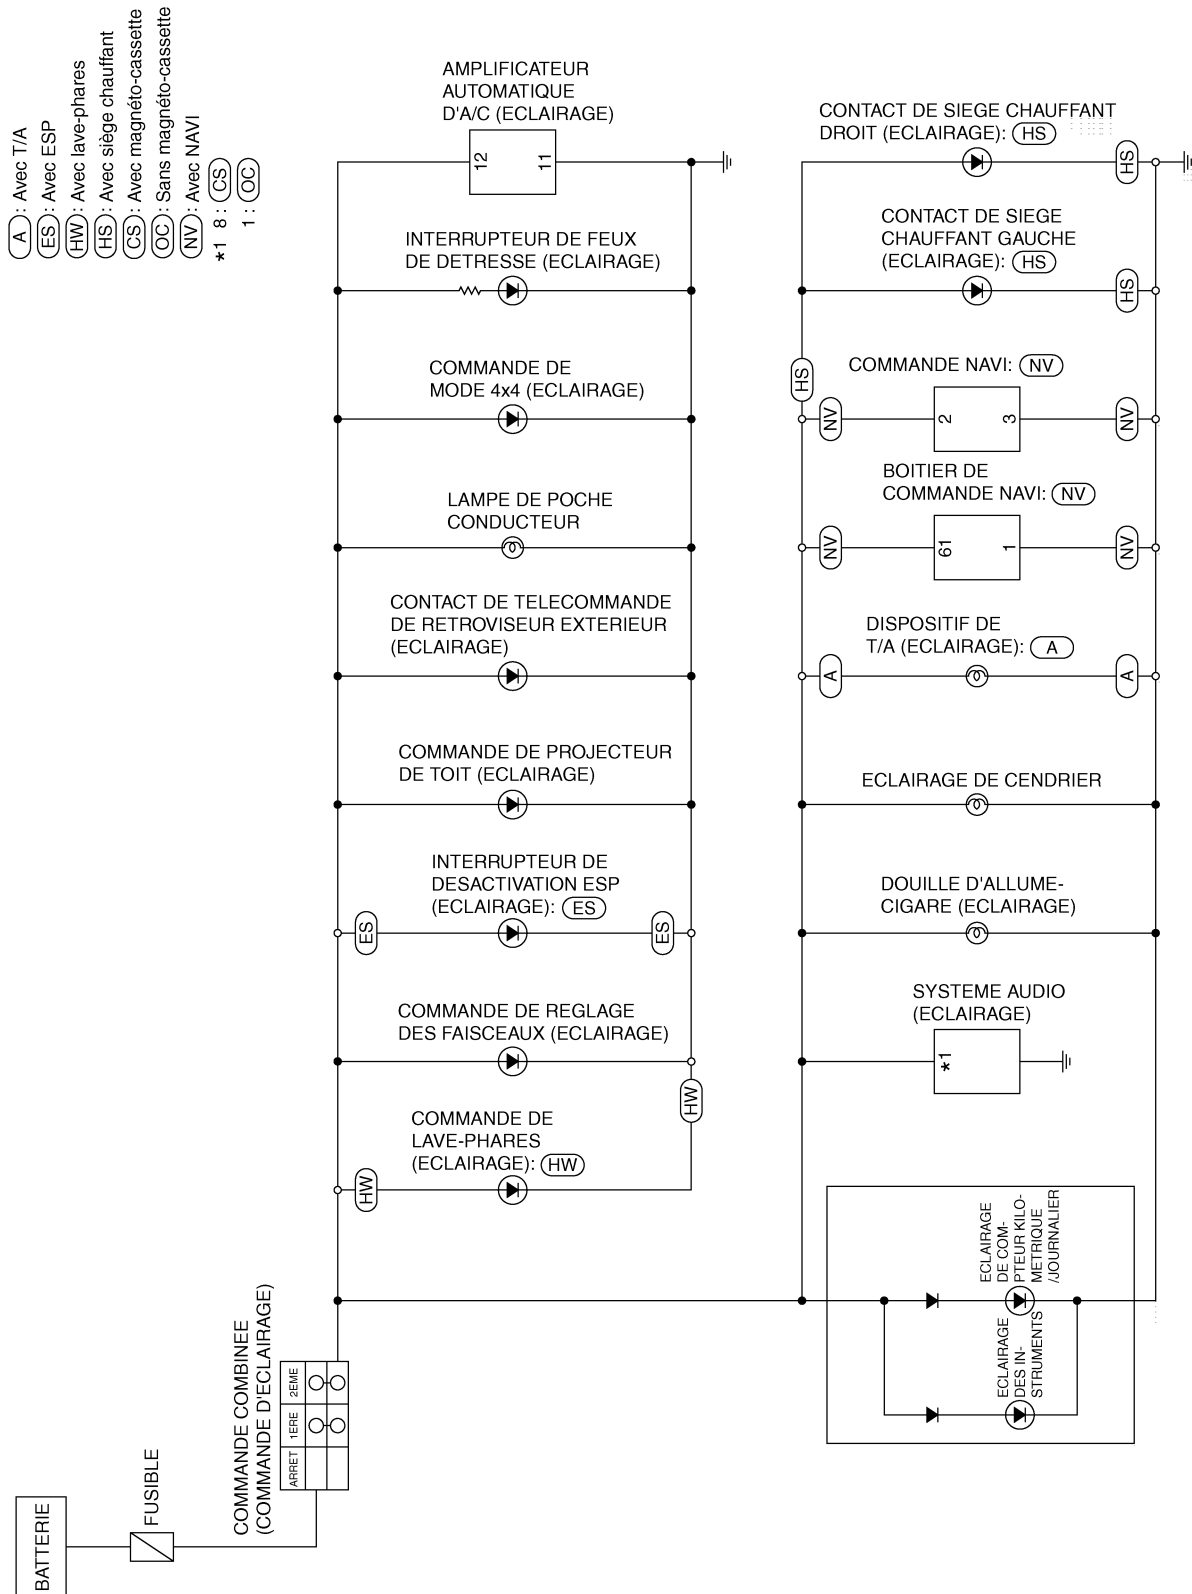 A : Avec T/A
ES : Avec ESP
HW : Avec lave-phares
HS : Avec siège chauffant
CS : Avec magnéto-cassette
OC : Sans magnéto-cassette
NV : Avec NAVI
*1 8 : CS
1 : OC
AMPLIFICATEUR
AUTOMATIQUE
D'A/C (ECLAIRAGE)
12 11
INTERRUPTEUR DE FEUX
DE DETRESSE (ECLAIRAGE)
COMMANDE DE
MODE 4x4 (ECLAIRAGE)
LAMPE DE POCHE
CONDUCTEUR
CONTACT DE TELECOMMANDE
DE RETROVISEUR EXTERIEUR
(ECLAIRAGE)
COMMANDE DE PROJECTEUR
DE TOIT (ECLAIRAGE)
INTERRUPTEUR DE
DESACTIVATION ESP
(ECLAIRAGE): ES
ES ES
COMMANDE DE REGLAGE
DES FAISCEAUX (ECLAIRAGE)
HW
COMMANDE DE
LAVE-PHARES
(ECLAIRAGE): HW
HW
CONTACT DE SIEGE CHAUFFANT
DROIT (ECLAIRAGE): HS
HS
CONTACT DE SIEGE
CHAUFFANT GAUCHE
(ECLAIRAGE): HS
HS
HS
COMMANDE NAVI: NV
NV 2 3 NV
BOITIER DE
COMMANDE NAVI: NV
NV 61 1 NV
DISPOSITIF DE
T/A (ECLAIRAGE): A
A A
ECLAIRAGE DE CENDRIER
DOUILLE D'ALLUME-
CIGARE (ECLAIRAGE)
SYSTEME AUDIO
(ECLAIRAGE)
*1
ECLAIRAGE
DE COM-
PTEUR KILO-
METRIQUE
/JOURNALIER
ECLAIRAGE
DES IN-
STRUMENTS
COMMANDE COMBINEE
(COMMANDE D'ECLAIRAGE)
ARRET 1ERE 2EME
FUSIBLE
BATTERIE